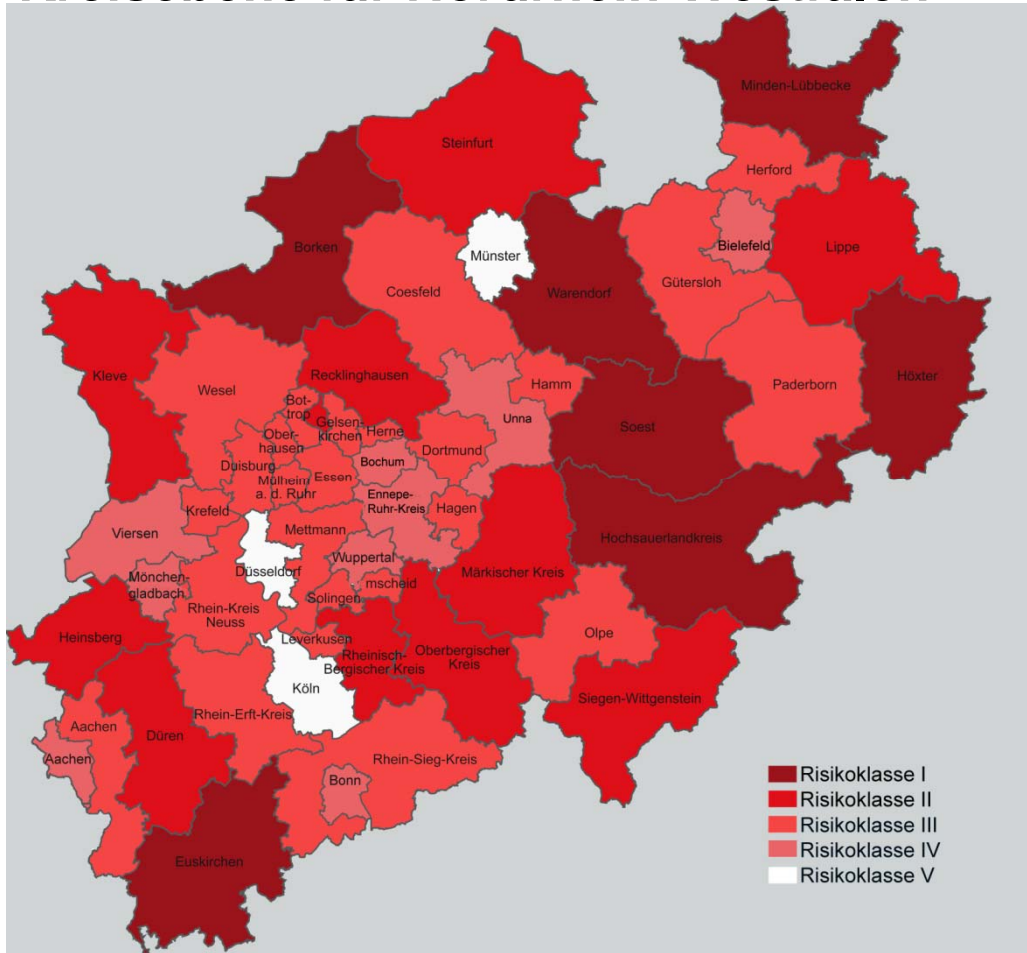 Minden-Lübbecke
Steinfurt
Herford
Borken
Münster
Bielefeld
Lippe
Coesfeld
Warendorf
Gütersloh
Kleve
Wesel
Recklinghausen
Hamm
Paderborn
Höxter
Bot-
trop
Gelsen-
kirchen
Herne
Unna
Soest
Ober-
hausen
Dortmund
Duisburg
Bochum
Essen
Mülheim
a. d. Ruhr
Ennepe-
Ruhr-Kreis
Hagen
Krefeld
Viersen
Mettmann
Hochsauerlandkreis
Düsseldorf
Wuppertal
Märkischer Kreis
Mönchen-
gladbach
mscheid
Solingen
Rhein-Kreis
Neuss
Olpe
Heinsberg
Leverkusen
Rheinisch-
Bergischer Kreis
Oberbergischer
Kreis
Köln
Siegen-Wittgenstein
Rhein-Erft-Kreis
Aachen
Düren
Aachen
Rhein-Sieg-Kreis
Bonn
Euskirchen
Risikoklasse I
Risikoklasse II
Risikoklasse III
Risikoklasse IV
Risikoklasse V